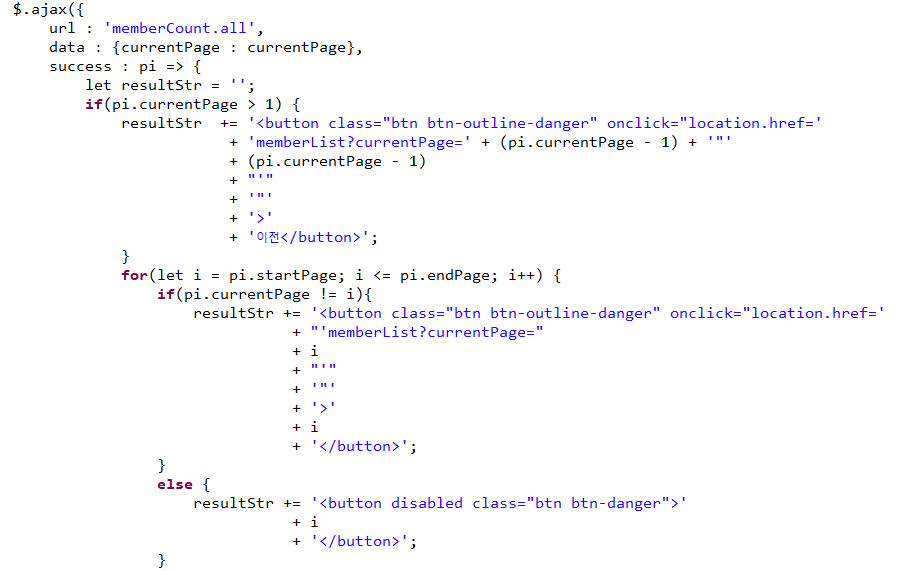 $.ajax({
    url : 'memberCount.all',
    data : {currentPage : currentPage},
    success : pi => {
        let resultStr = '';
        if(pi.currentPage > 1) {
            resultStr  += '<button class="btn btn-outline-danger" onclick="location.href='
                        + 'memberList?currentPage=' + (pi.currentPage - 1) + '"'
                        + (pi.currentPage - 1)
                        + "'"
                        + '"'
                        + '>'
                        + '이전</button>';
            }
            for(let i = pi.startPage; i <= pi.endPage; i++) {
                if(pi.currentPage != i){
                    resultStr += '<button class="btn btn-outline-danger" onclick="location.href='
                               + "'memberList?currentPage="
                               + i
                               + "'"
                               + '"'
                               + '>'
                               + i
                               + '</button>';
                }
                else {
                    resultStr += '<button disabled class="btn btn-danger">'
                               + i
                               + '</button>';
                }